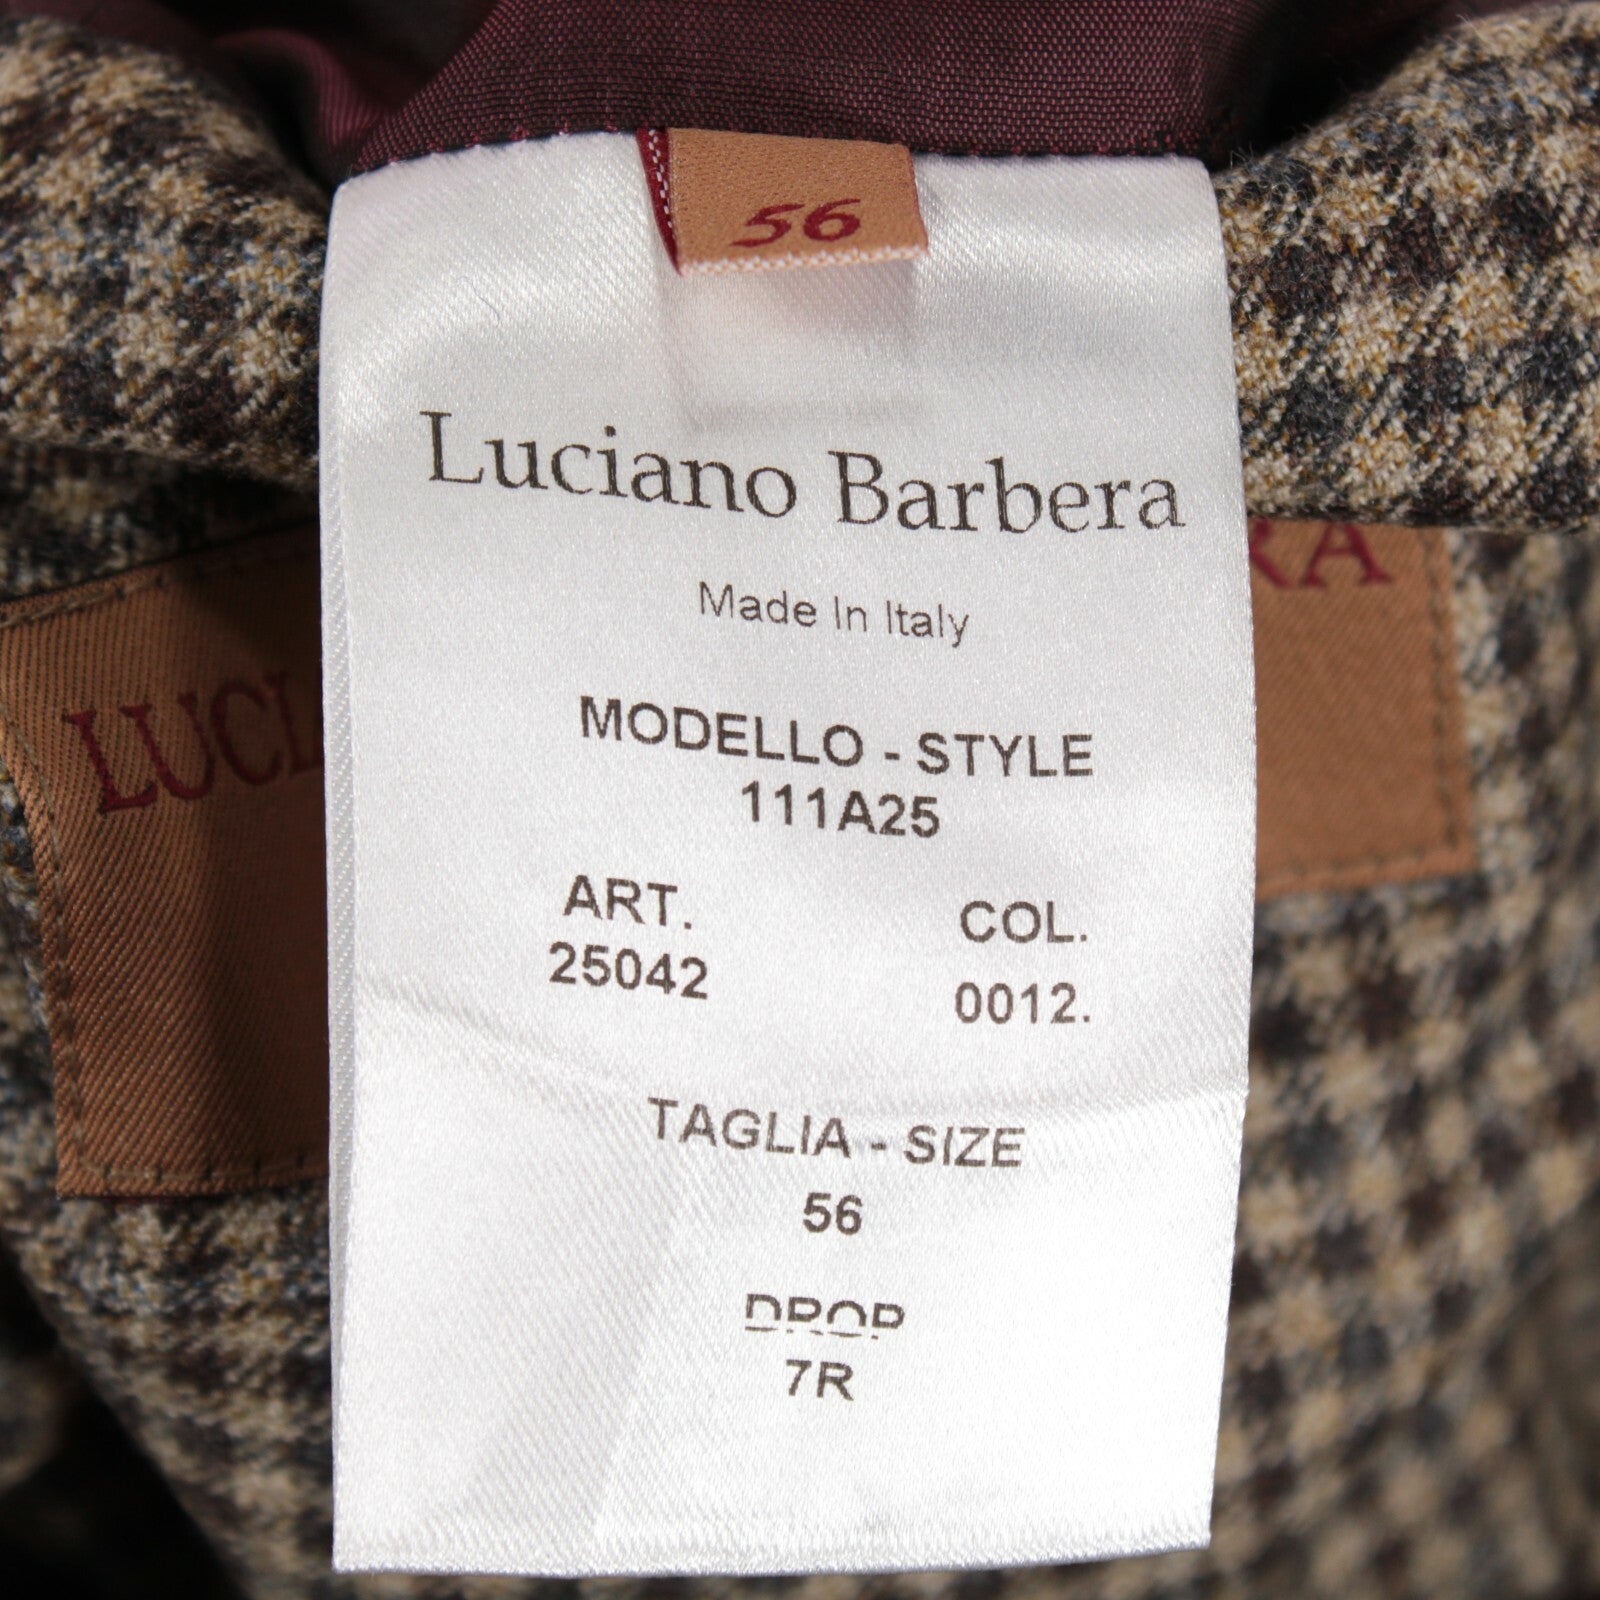 56
Luciano Barbera
Made In Italy
MODELLO - STYLE
111A25
ART. COL.
25042 0012.
TAGLIA - SIZE
56
DROP
7R